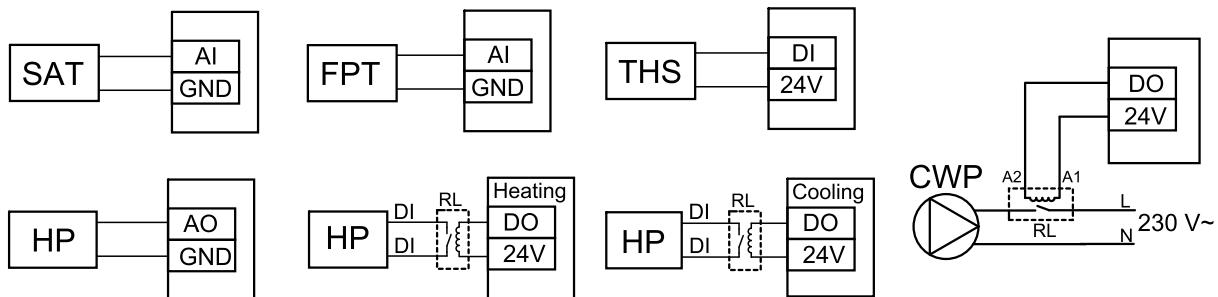 SAT
AI
GND
FPT
AI
GND
THS
DI
24V
DO
24V
CWP
A2
A1
RL
L
N
230 V~
HP
AO
GND
HP
DI
DI
RL
Heating
DO
24V
HP
DI
DI
RL
Cooling
DO
24V